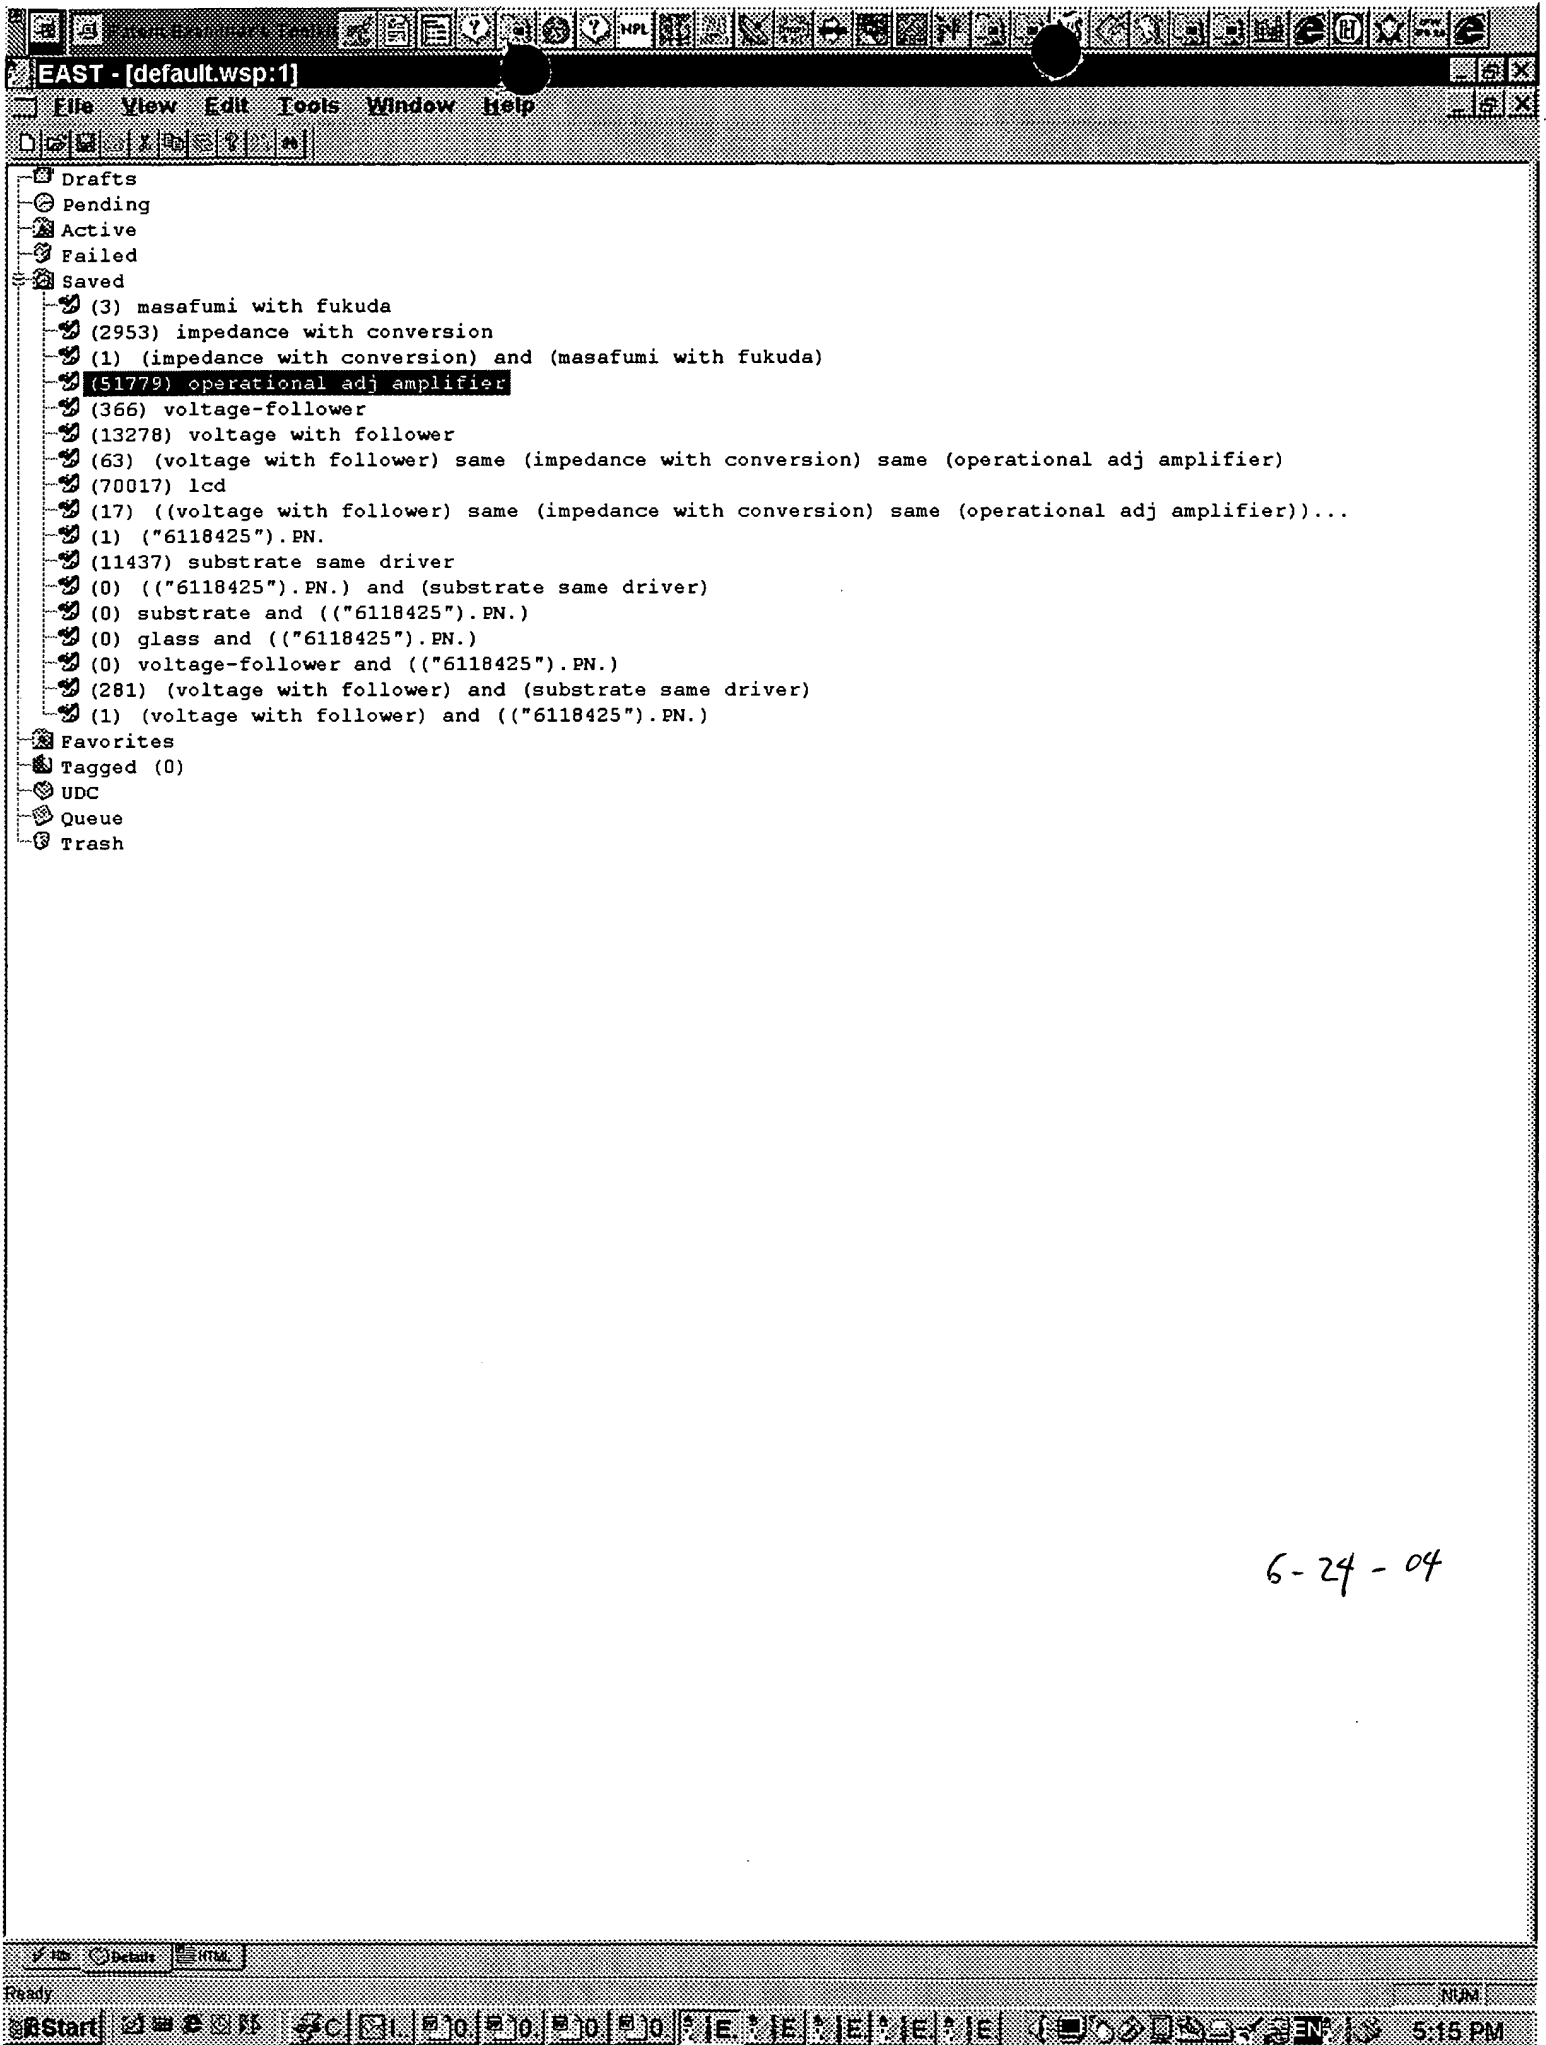 NPL
EAST - [default.wsp:1]
File View Edit Tools Window Help
Drafts
Pending
Active
Failed
Saved
(3) masafumi with fukuda
(2953) impedance with conversion
(1) (impedance with conversion) and (masafumi with fukuda)
(51779) operational adj amplifier
(366) voltage-follower
(13278) voltage with follower
(63) (voltage with follower) same (impedance with conversion) same (operational adj amplifier)
(70017) lcd
(17) ((voltage with follower) same (impedance with conversion) same (operational adj amplifier))...
(1) ("6118425").PN.
(11437) substrate same driver
(0) (("6118425").PN.) and (substrate same driver)
(0) substrate and (("6118425").PN.)
(0) glass and (("6118425").PN.)
(0) voltage-follower and (("6118425").PN.)
(281) (voltage with follower) and (substrate same driver)
(1) (voltage with follower) and (("6118425").PN.)
Favorites
Tagged (0)
UDC
Queue
Trash
6-24-04
Details HTML
Ready NUM
Start EN 5:15 PM